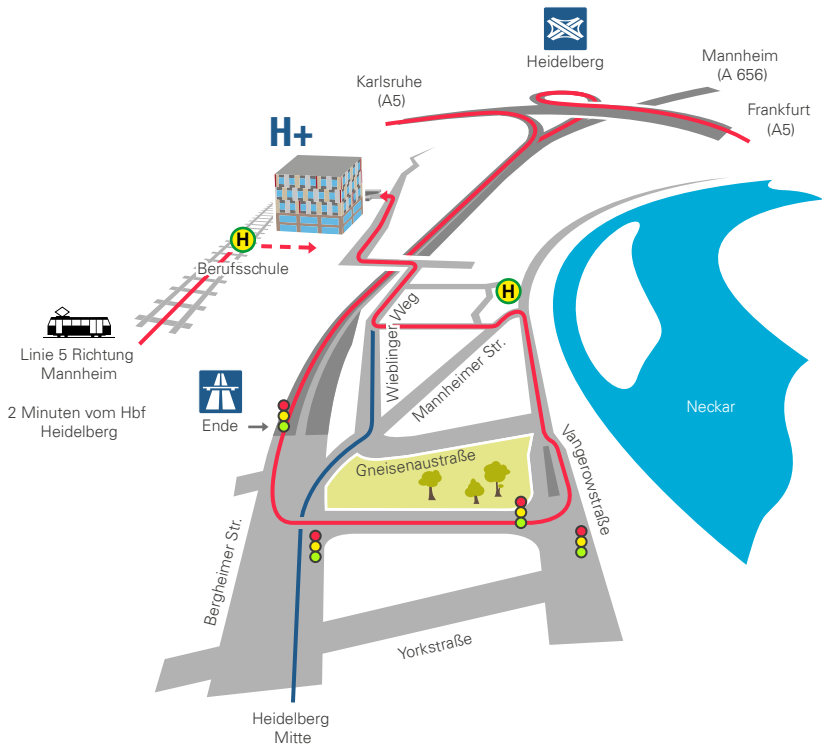 Heidelberg
Mannheim
(A 656)
Karlsruhe
(A5)
Frankfurt
(A5)
H+
H
Berufsschule
H
Linie 5 Richtung
Mannheim
2 Minuten vom Hbf
Heidelberg
Wieblinger Weg
Mannheimer Str.
Neckar
Ende
Gneisenaustraße
Vangerowstraße
Bergheimer Str.
Yorkstraße
Heidelberg
Mitte